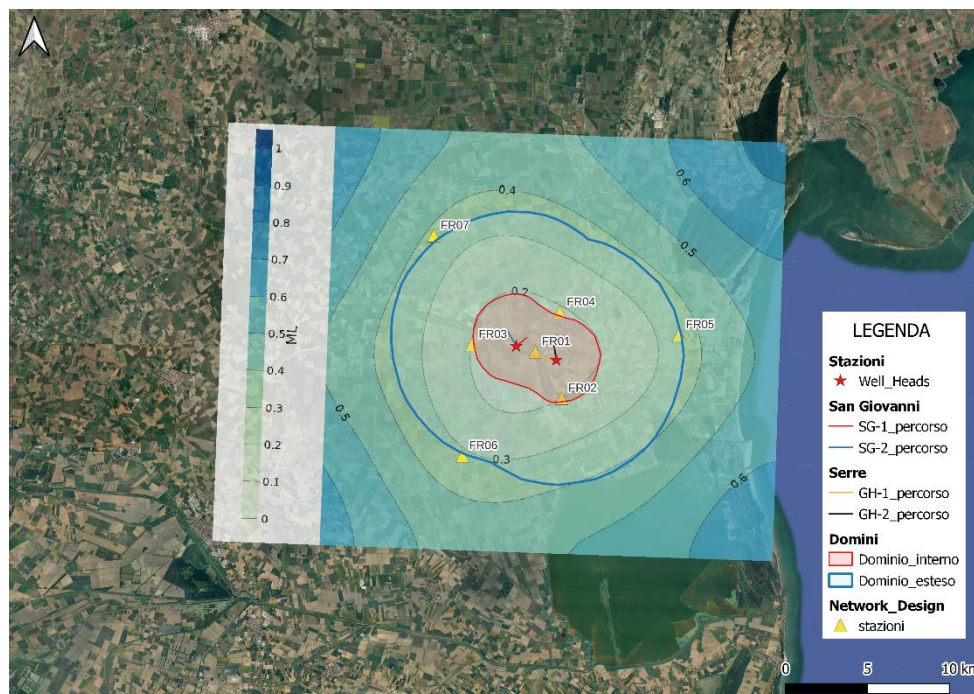 0.6
0.4
FR07
0.5
0.2
FR04
FR03
FR01
FR05
FR02
0.5
FR06
0.3
0.6
1
0.9
0.8
0.7
0.6
0.5
ML
0.4
0.3
0.2
0.1
0
LEGENDA
Stazioni
Well_Heads
San Giovanni
SG-1_percorso
SG-2_percorso
Serre
GH-1_percorso
GH-2_percorso
Domini
Dominio_interno
Dominio_esteso
Network_Design
stazioni
0 5 10 km